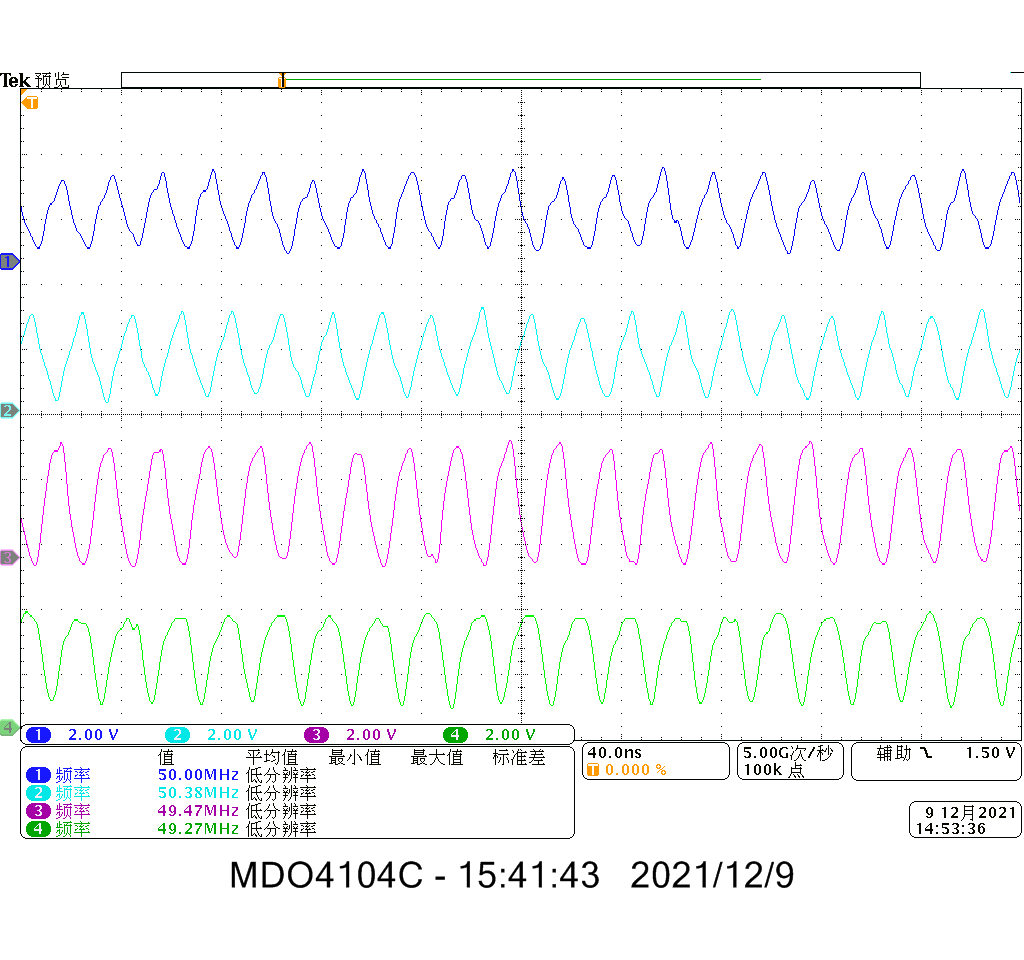 Tek 预览
T
1
2
3
4
1 2.00 V 2 2.00 V 3 2.00 V 4 2.00 V
值 平均值 最小值 最大值 标准差
1 频率 50.00MHz 低分辨率
2 频率 50.38MHz 低分辨率
3 频率 49.47MHz 低分辨率
4 频率 49.27MHz 低分辨率
40.0ns
T 0.000 %
5.00G次/秒
100k 点
辅助 1.50 V
9 12月2021
14:53:36
MDO4104C - 15:41:43 2021/12/9